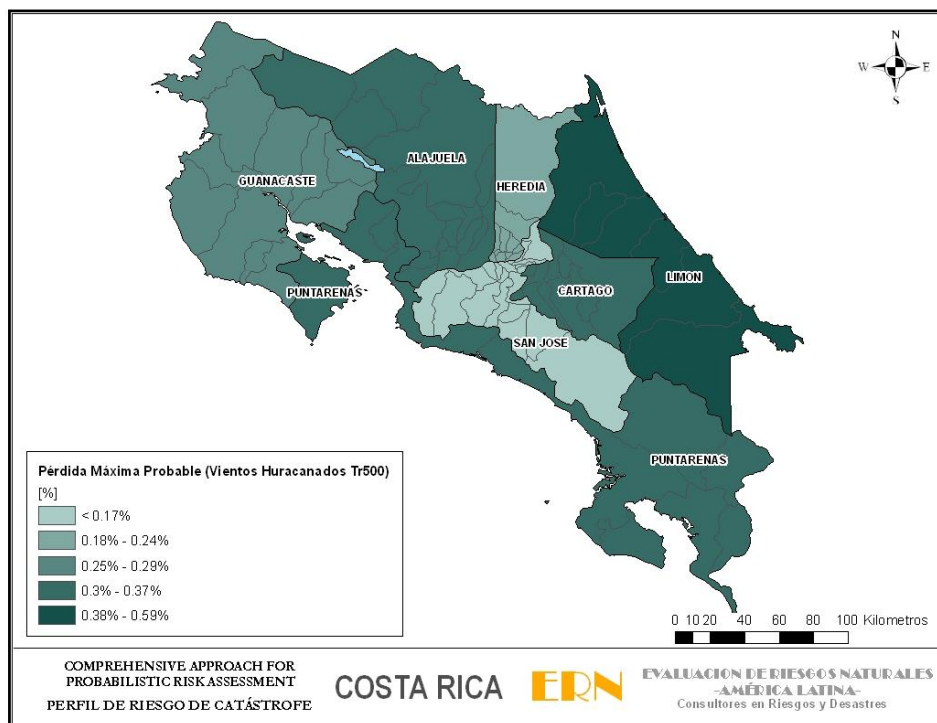 N
W E
S
ALAJUELA
GUANACASTE
HEREDIA
LIMON
PUNTARENAS
CARTAGO
SAN JOSE
PUNTARENAS
Pérdida Máxima Probable (Vientos Huracanados Tr500)
[%]
< 0.17%
0.18% - 0.24%
0.25% - 0.29%
0.3% - 0.37%
0.38% - 0.59%
0 10 20 40 60 80 100 Kilometros
COMPREHENSIVE APPROACH FOR
PROBABILISTIC RISK ASSESSMENT
PERFIL DE RIESGO DE CATÁSTROFE
COSTA RICA
ERN
EVALUACION DE RIESGOS NATURALES
-AMÉRICA LATINA-
Consultores en Riesgos y Desastres